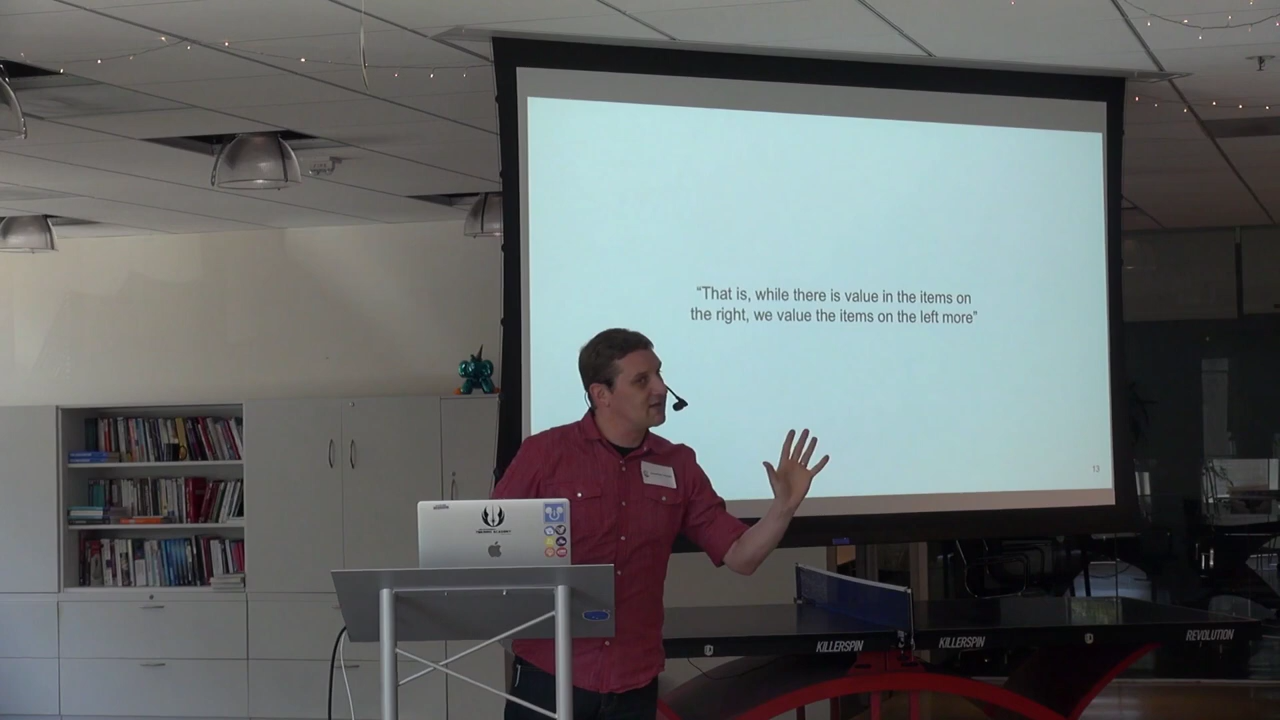 “That is, while there is value in the items on
the right, we value the items on the left more”
13
KILLERSPIN
KILLERSPIN
REVOLUTION